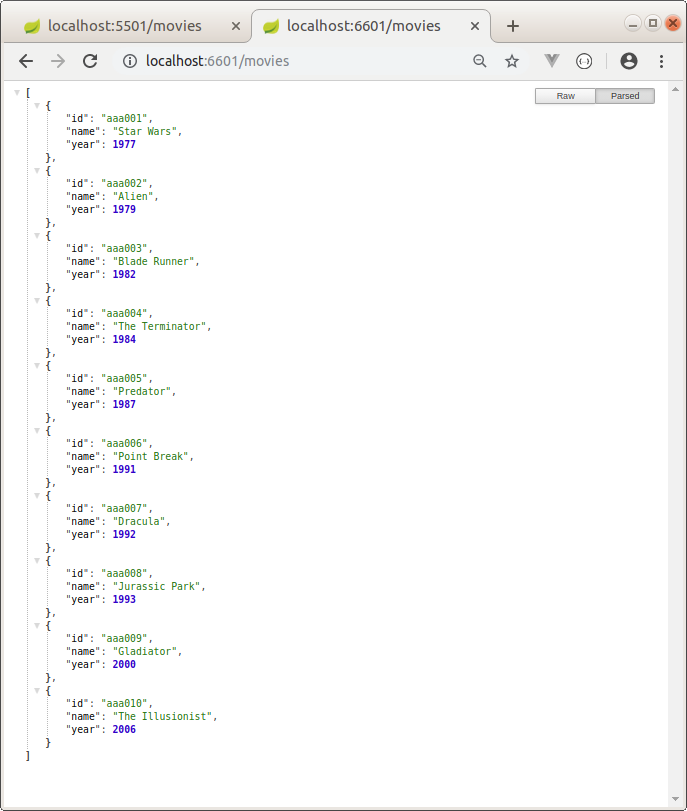 localhost:5501/movies
localhost:6601/movies
localhost:6601/movies
Raw
Parsed
[
{
"id": "aaa001",
"name": "Star Wars",
"year": 1977
},
{
"id": "aaa002",
"name": "Alien",
"year": 1979
},
{
"id": "aaa003",
"name": "Blade Runner",
"year": 1982
},
{
"id": "aaa004",
"name": "The Terminator",
"year": 1984
},
{
"id": "aaa005",
"name": "Predator",
"year": 1987
},
{
"id": "aaa006",
"name": "Point Break",
"year": 1991
},
{
"id": "aaa007",
"name": "Dracula",
"year": 1992
},
{
"id": "aaa008",
"name": "Jurassic Park",
"year": 1993
},
{
"id": "aaa009",
"name": "Gladiator",
"year": 2000
},
{
"id": "aaa010",
"name": "The Illusionist",
"year": 2006
}
]